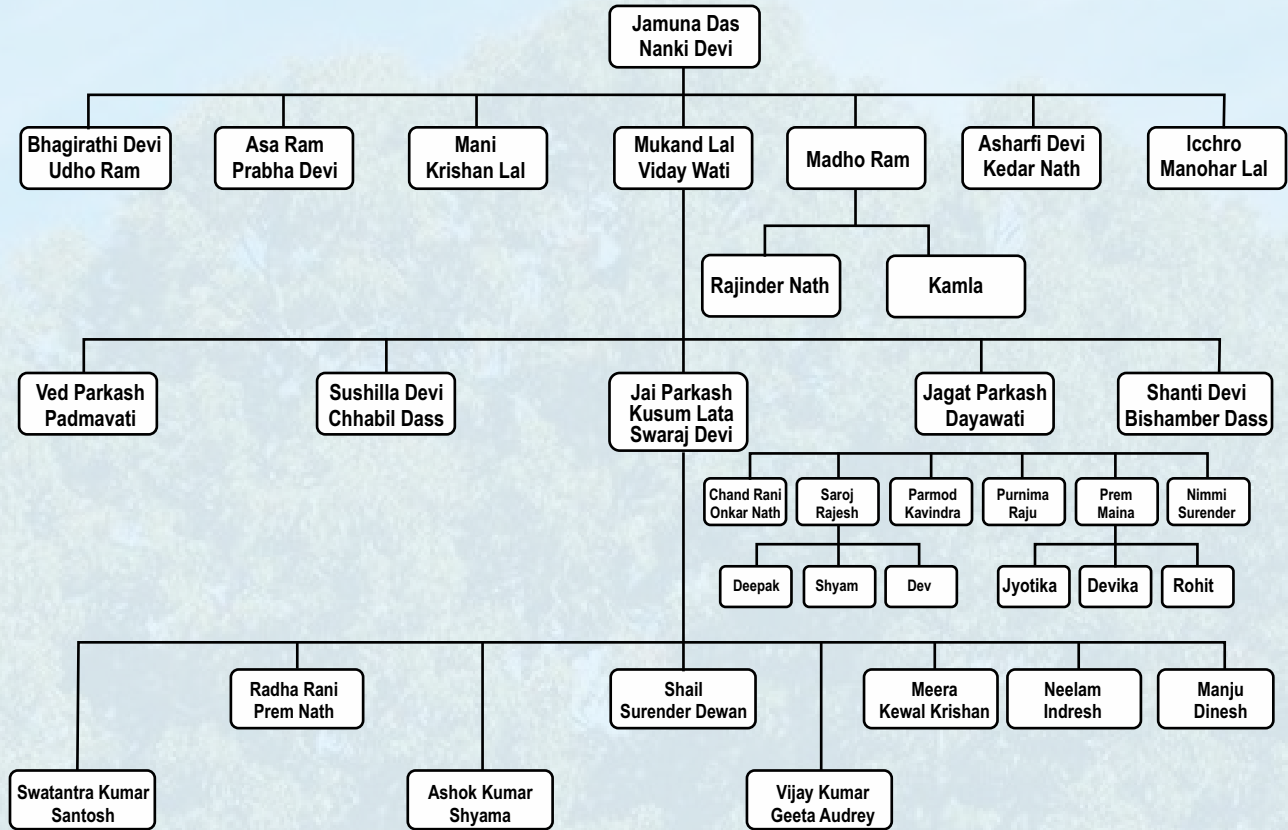 Jamuna Das
Nanki Devi
Bhagirathi Devi
Udho Ram
Asa Ram
Prabha Devi
Mani
Krishan Lal
Mukand Lal
Viday Wati
Madho Ram
Asharfi Devi
Kedar Nath
Icchro
Manohar Lal
Rajinder Nath
Kamla
Ved Parkash
Padmavati
Sushilla Devi
Chhabil Dass
Jai Parkash
Kusum Lata
Swaraj Devi
Jagat Parkash
Dayawati
Shanti Devi
Bishamber Dass
Chand Rani
Onkar Nath
Saroj
Rajesh
Parmod
Kavindra
Purnima
Raju
Prem
Maina
Nimmi
Surender
Deepak
Shyam
Dev
Jyotika
Devika
Rohit
Radha Rani
Prem Nath
Shail
Surender Dewan
Meera
Kewal Krishan
Neelam
Indresh
Manju
Dinesh
Swatantra Kumar
Santosh
Ashok Kumar
Shyama
Vijay Kumar
Geeta Audrey